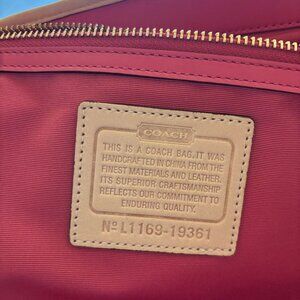 COACH
THIS IS A COACH BAG. IT WAS
HANDCRAFTED IN CHINA FROM THE
FINEST MATERIALS AND LEATHER.
ITS SUPERIOR CRAFTSMANSHIP
REFLECTS OUR COMMITMENT TO
ENDURING QUALITY.
Nº L1169-19361